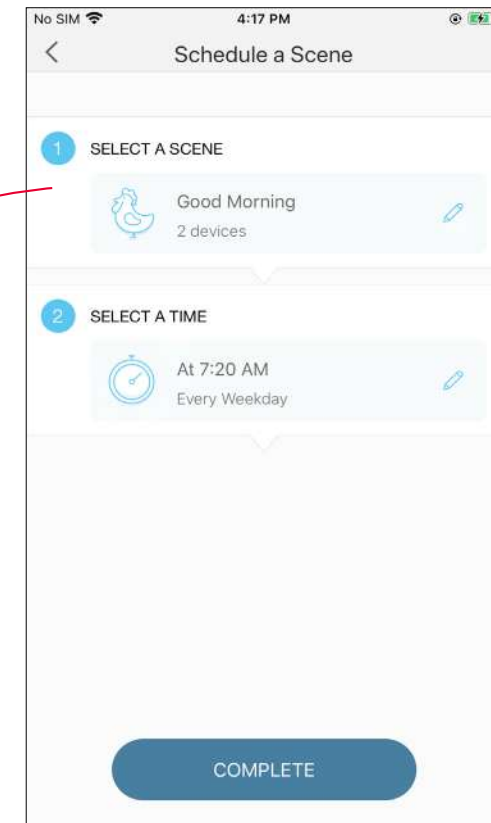 No SIM 4:17 PM
Schedule a Scene
1 SELECT A SCENE
Good Morning
2 devices
2 SELECT A TIME
At 7:20 AM
Every Weekday
COMPLETE